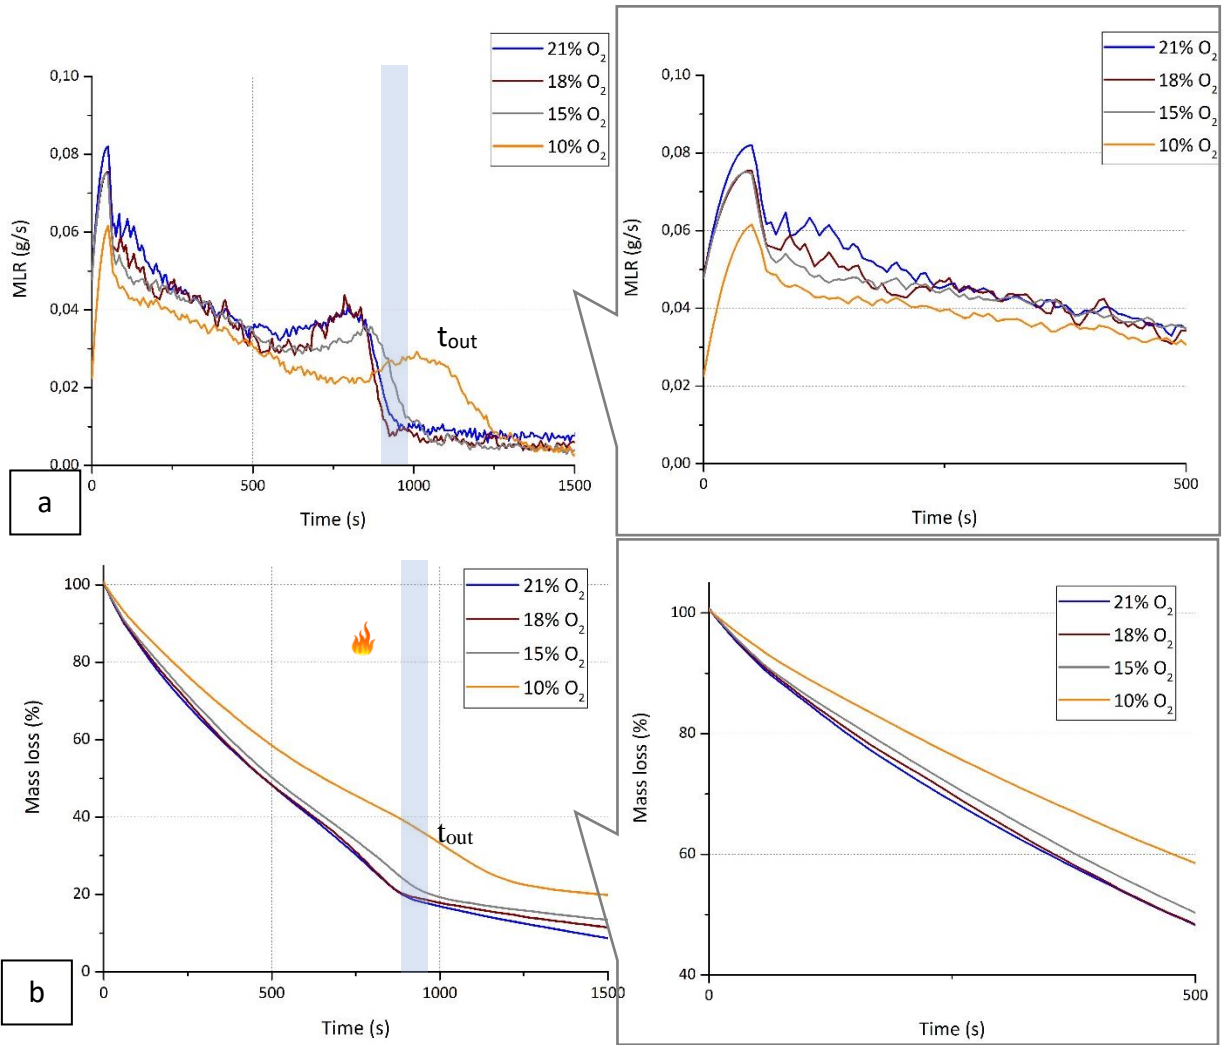 21% O2
18% O2
15% O2
10% O2
0,10
0,08
0,06
0,04
0,02
0,00
MLR (g/s)
tout
0
500
1000
1500
Time (s)
a
21% O2
18% O2
15% O2
10% O2
0,10
0,08
0,06
0,04
0,02
0,00
MLR (g/s)
0
500
Time (s)
21% O2
18% O2
15% O2
10% O2
100
80
60
40
20
0
Mass loss (%)
tout
0
500
1000
1500
Time (s)
b
21% O2
18% O2
15% O2
10% O2
100
80
60
40
Mass loss (%)
0
500
Time (s)